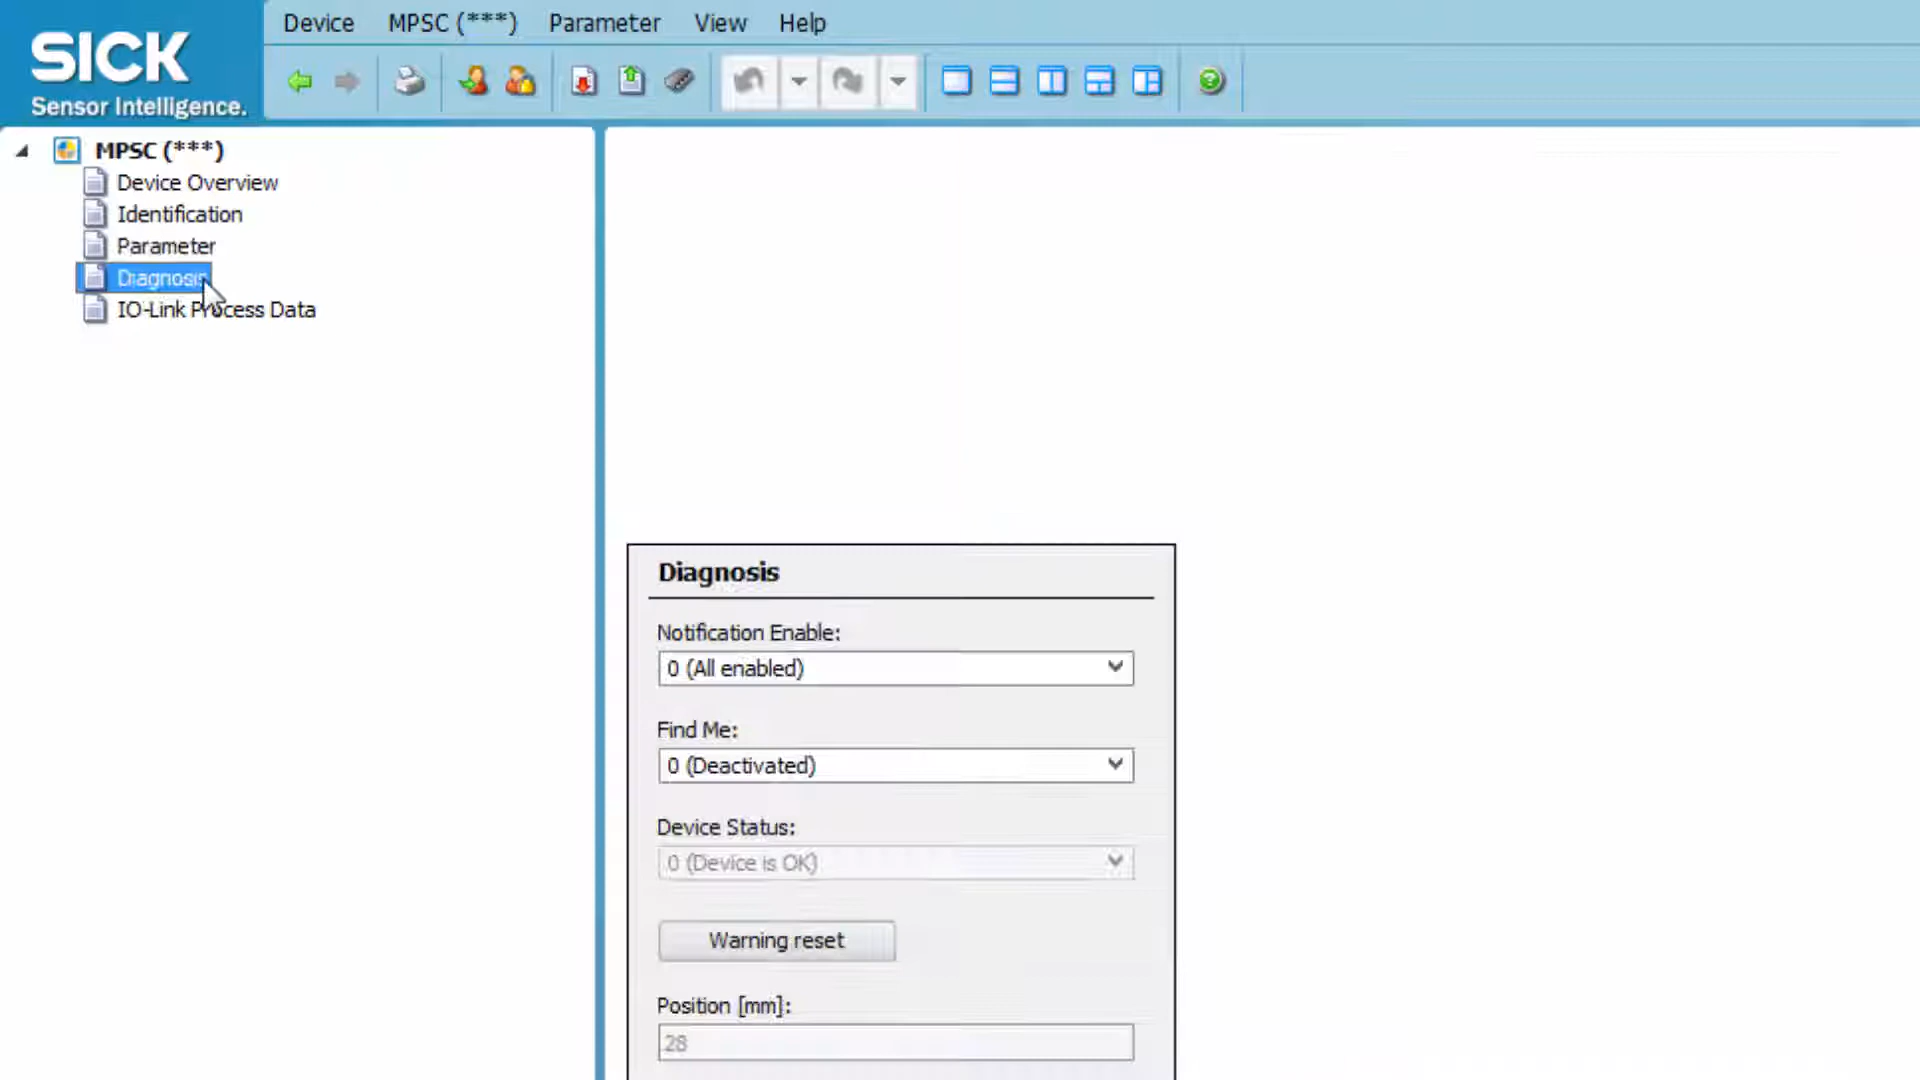 SICK
Sensor Intelligence.
Device MPSC (***) Parameter View Help
MPSC (***)
Device Overview
Identification
Parameter
Diagnosis
IO-Link Process Data
Diagnosis
Notification Enable:
0 (All enabled)
Find Me:
0 (Deactivated)
Device Status:
0 (Device is OK)
Warning reset
Position [mm]:
28